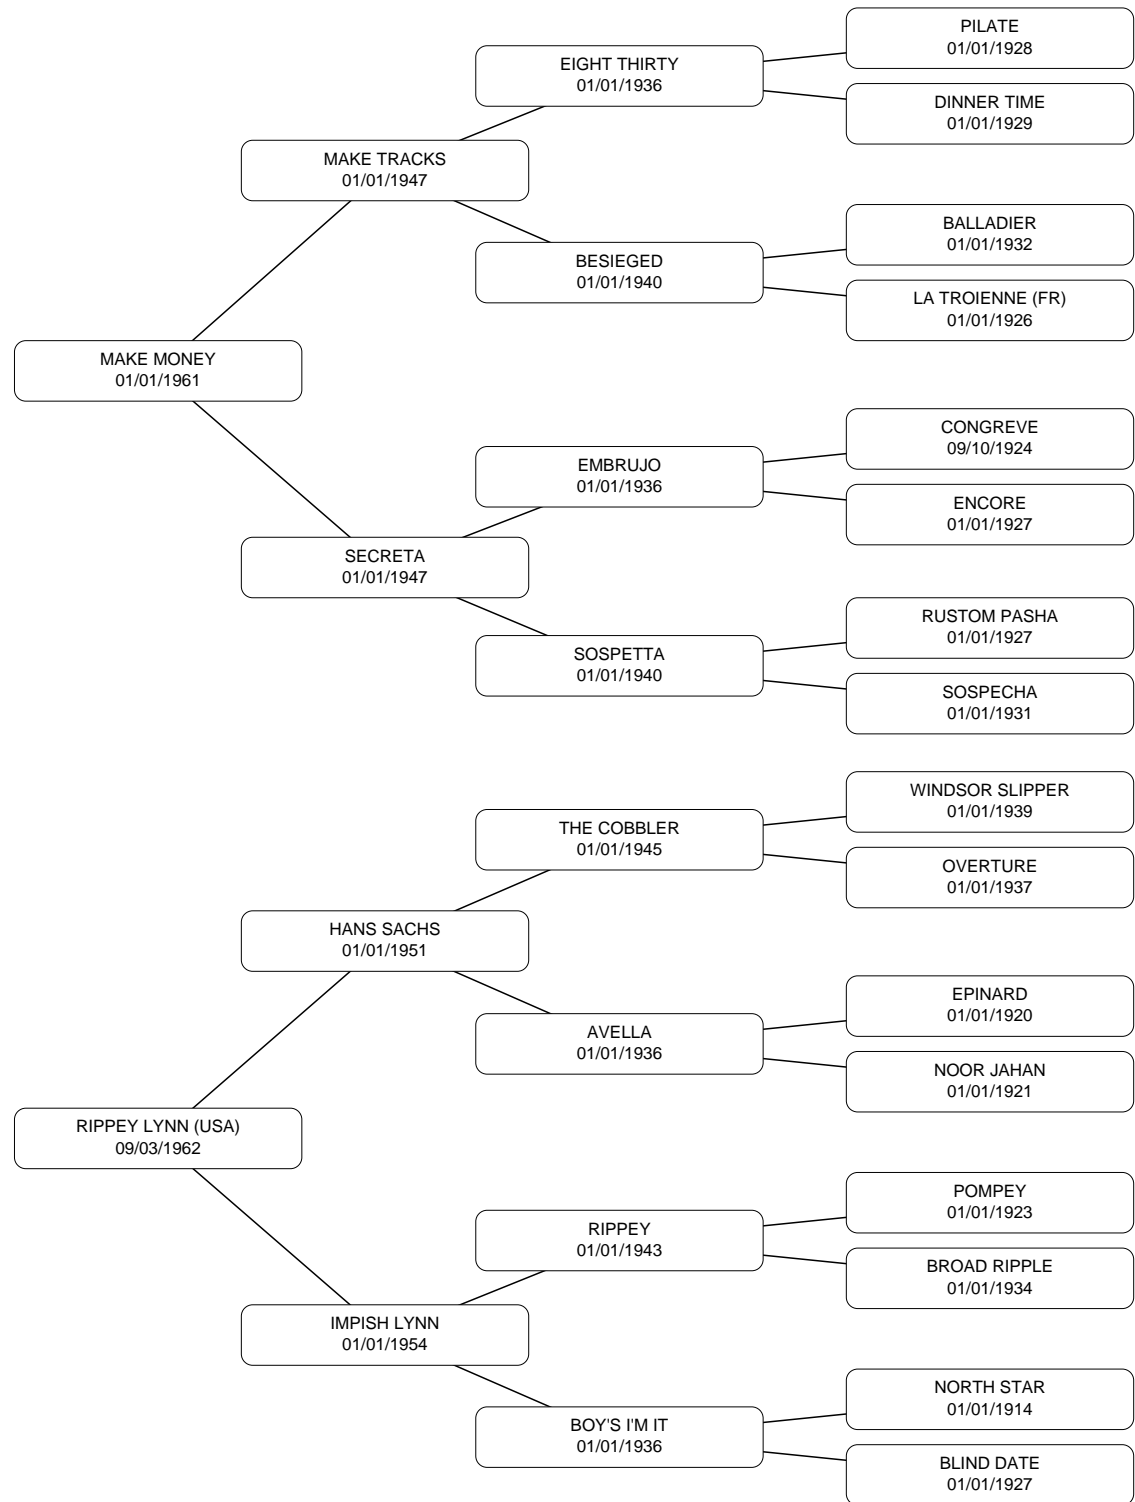 PILATE
01/01/1928
EIGHT THIRTY
01/01/1936
DINNER TIME
01/01/1929
MAKE TRACKS
01/01/1947
BALLADIER
01/01/1932
BESIEGED
01/01/1940
LA TROIENNE (FR)
01/01/1926
MAKE MONEY
01/01/1961
CONGREVE
09/10/1924
EMBRUJO
01/01/1936
ENCORE
01/01/1927
SECRETA
01/01/1947
RUSTOM PASHA
01/01/1927
SOSPETTA
01/01/1940
SOSPECHA
01/01/1931
WINDSOR SLIPPER
01/01/1939
THE COBBLER
01/01/1945
OVERTURE
01/01/1937
HANS SACHS
01/01/1951
EPINARD
01/01/1920
AVELLA
01/01/1936
NOOR JAHAN
01/01/1921
RIPPEY LYNN (USA)
09/03/1962
POMPEY
01/01/1923
RIPPEY
01/01/1943
BROAD RIPPLE
01/01/1934
IMPISH LYNN
01/01/1954
NORTH STAR
01/01/1914
BOY'S I'M IT
01/01/1936
BLIND DATE
01/01/1927